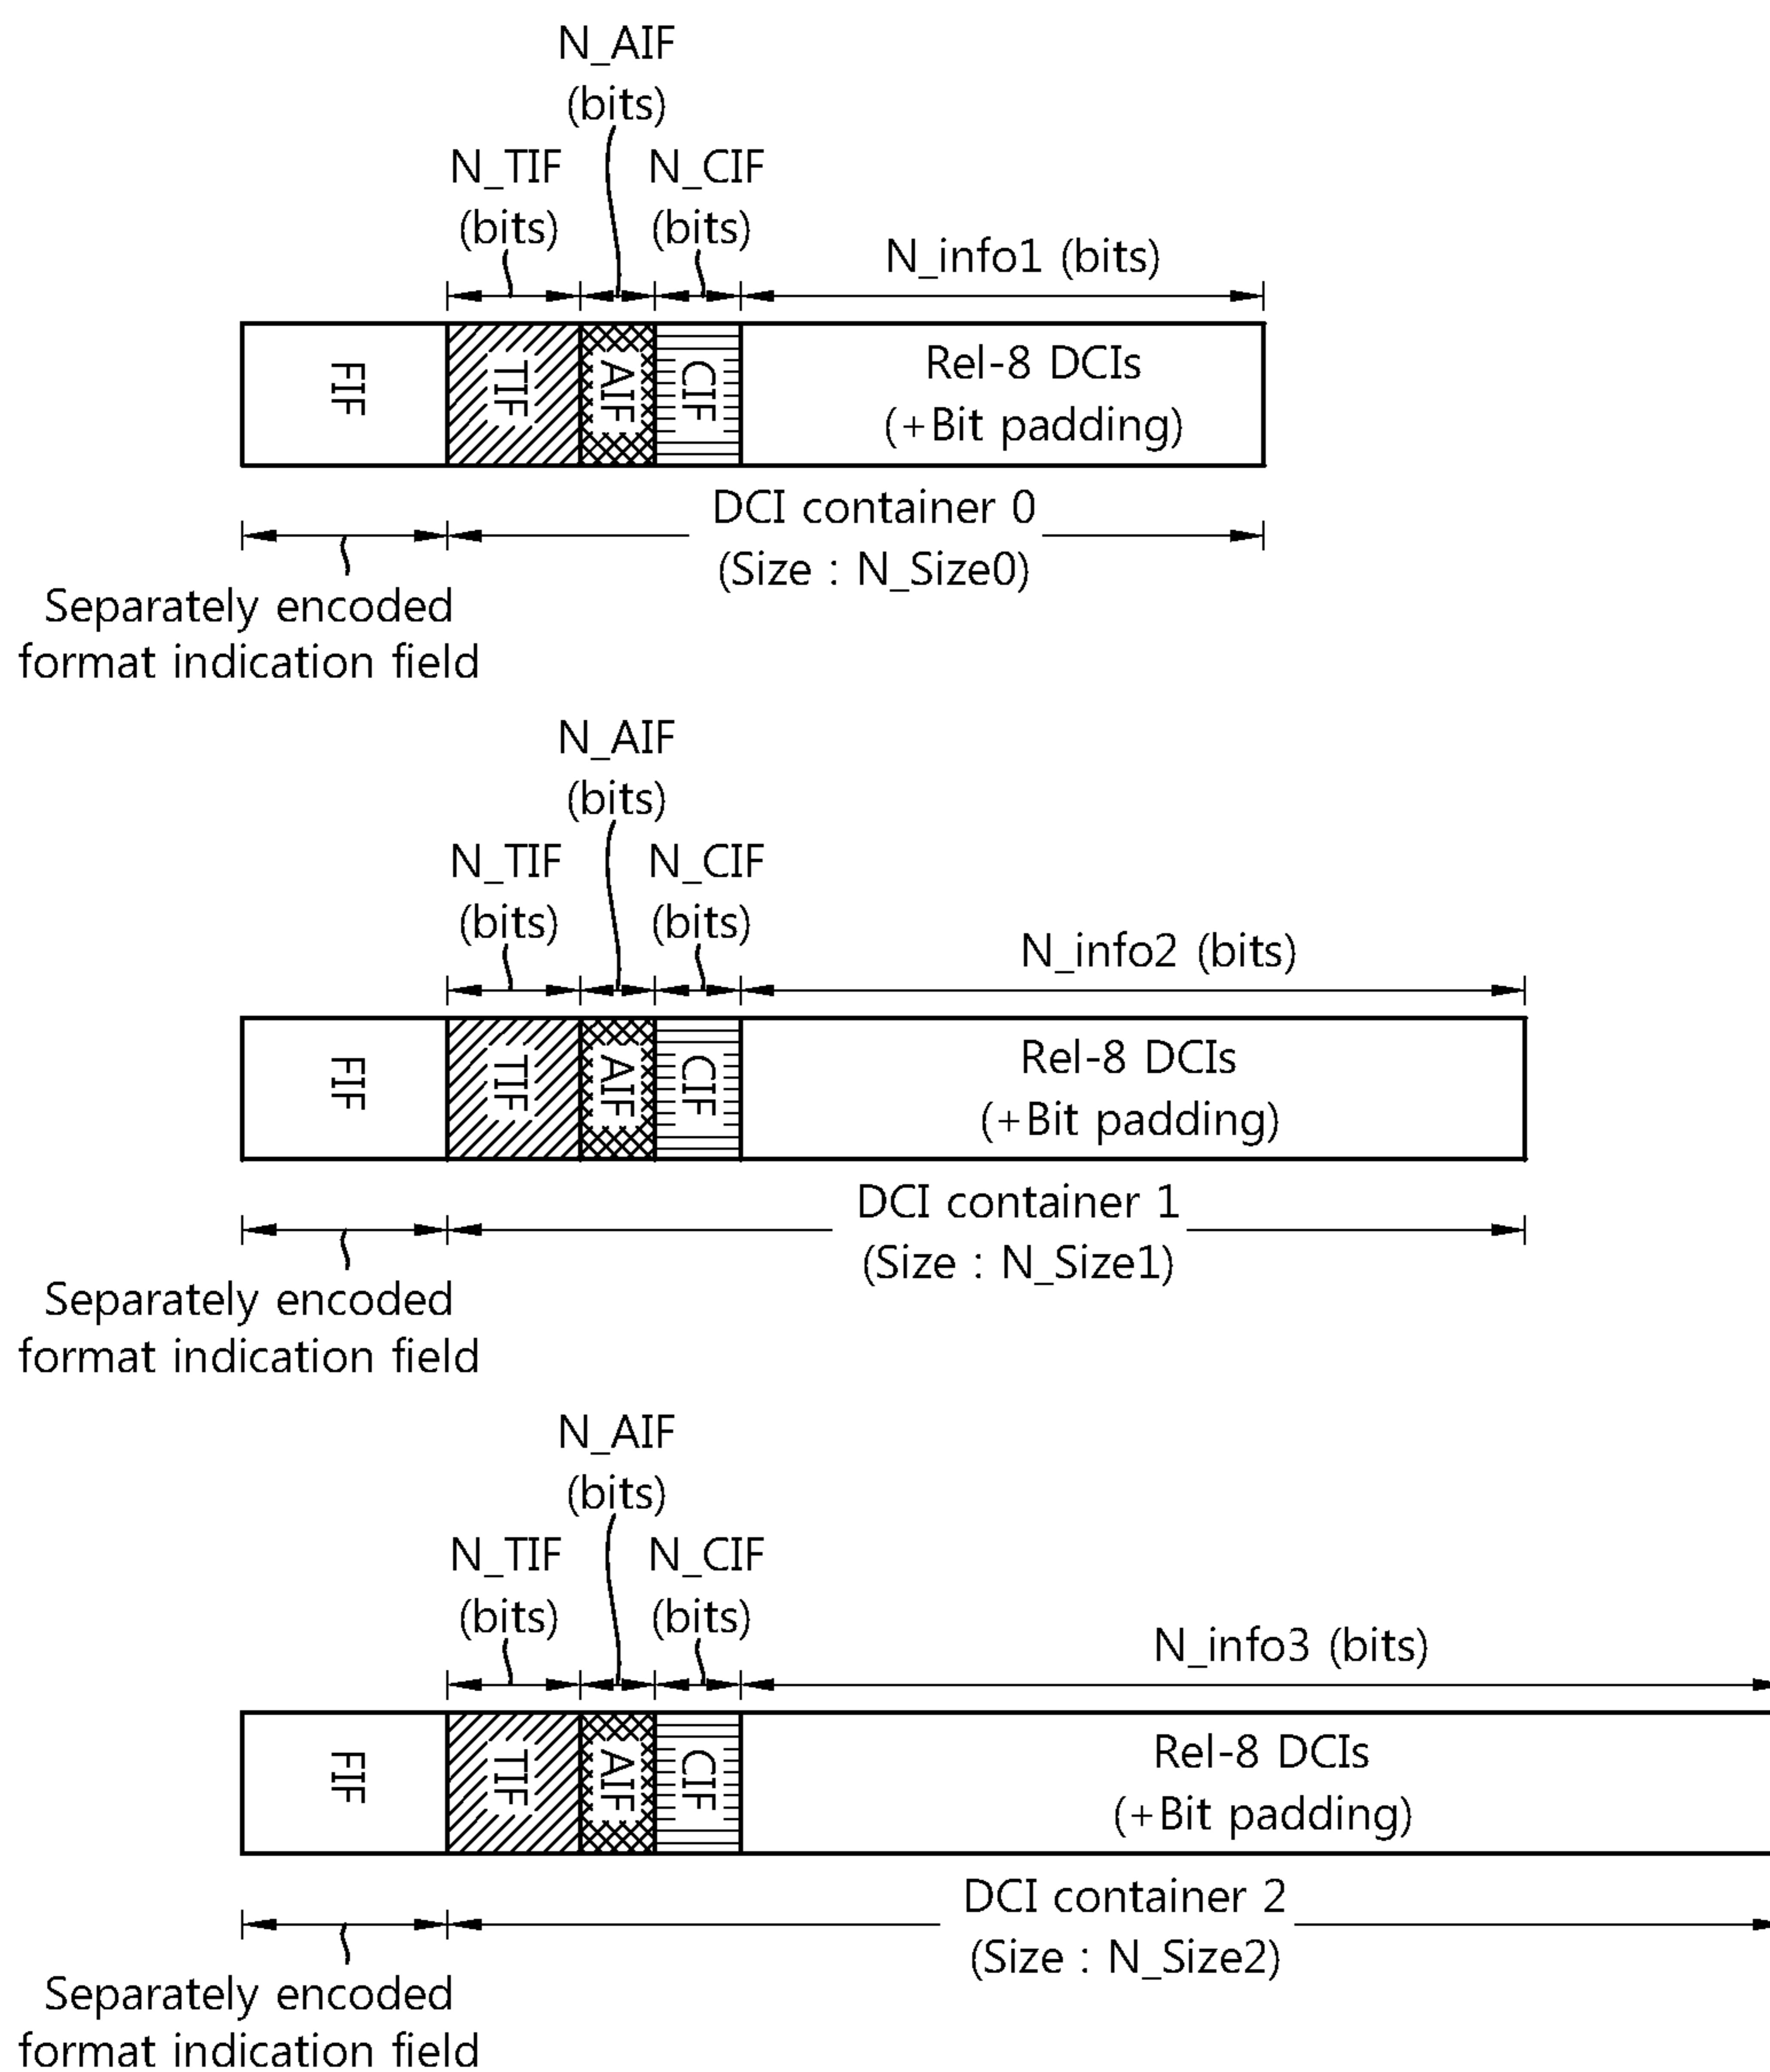 N_AIF
(bits)
N_TIF
(bits)
N_CIF
(bits)
N_info1 (bits)
FIF
TIF
AIF
CIF
Rel-8 DCIs
(+Bit padding)
DCI container 0
(Size : N_Size0)
Separately encoded
format indication field
N_AIF
(bits)
N_TIF
(bits)
N_CIF
(bits)
N_info2 (bits)
FIF
TIF
AIF
CIF
Rel-8 DCIs
(+Bit padding)
DCI container 1
(Size : N_Size1)
Separately encoded
format indication field
N_AIF
(bits)
N_TIF
(bits)
N_CIF
(bits)
N_info3 (bits)
FIF
TIF
AIF
CIF
Rel-8 DCIs
(+Bit padding)
DCI container 2
(Size : N_Size2)
Separately encoded
format indication field